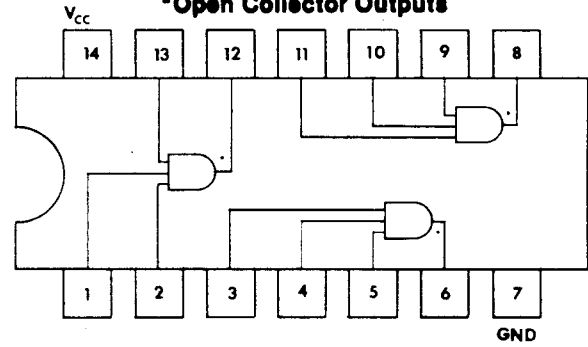 *Open Collector Outputs
VCC
14 13 12 11 10 9 8
* *
*
1 2 3 4 5 6 7
GND